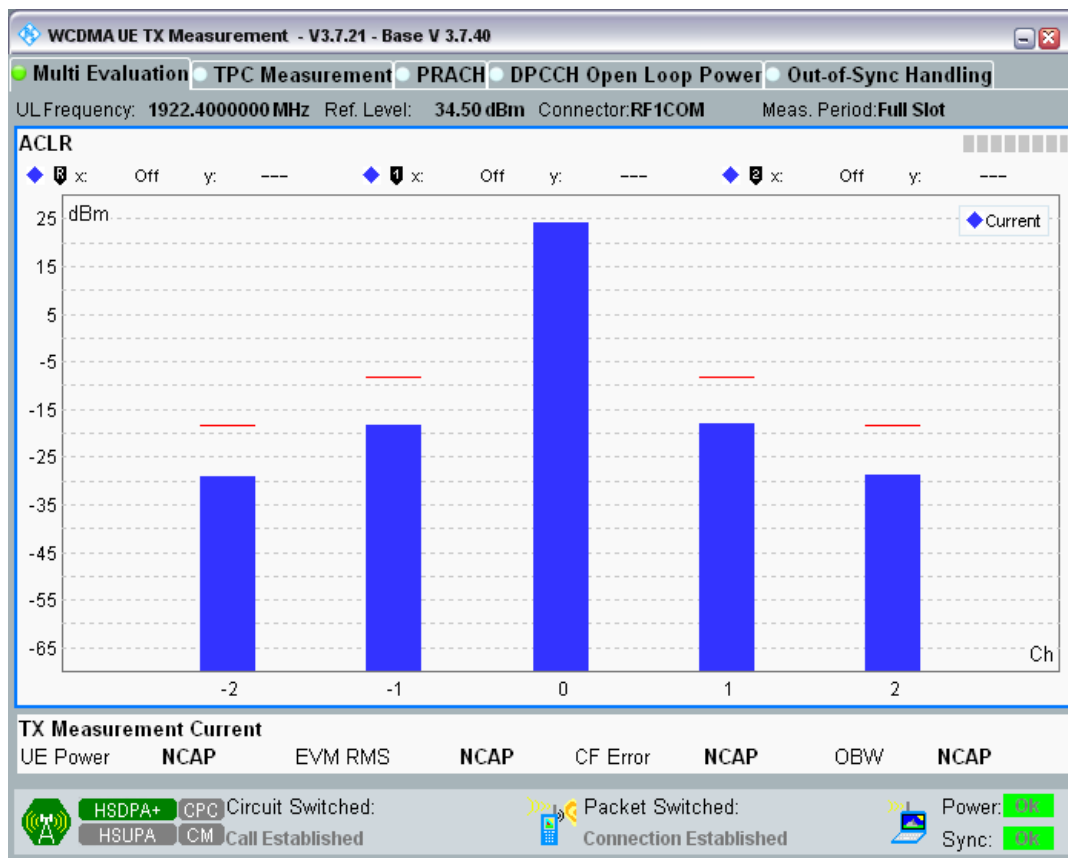 WCDMA UE TX Measurement - V3.7.21 - Base V 3.7.40
Multi Evaluation TPC Measurement PRACH DPCCH Open Loop Power Out-of-Sync Handling
UL Frequency: 1922.4000000 MHz Ref. Level: 34.50 dBm Connector:RF1COM Meas. Period:Full Slot
ACLR
R x: Off y: --- 1 x: Off y: --- 2 x: Off y: ---
dBm
Current
25
15
5
-5
-15
-25
-35
-45
-55
-65
Ch
-2 -1 0 1 2
TX Measurement Current
UE Power NCAP EVM RMS NCAP CF Error NCAP OBW NCAP
HSDPA+ CPC Circuit Switched: Packet Switched: Power: OK
HSUPA CM Call Established Connection Established Sync: OK